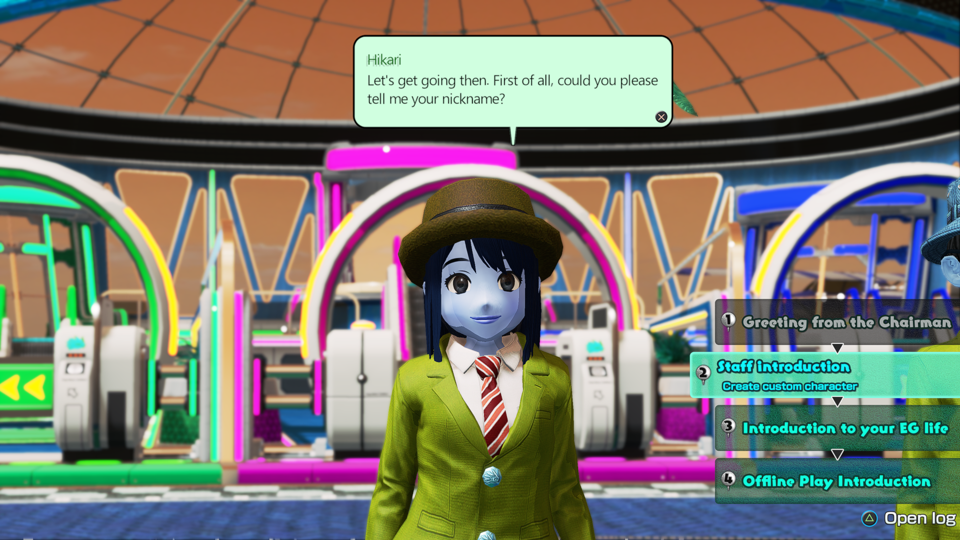 Hikari
Let's get going then. First of all, could you please
tell me your nickname?
1 Greeting from the Chairman
2 Staff introduction
Create custom character
3 Introduction to your EG life
4 Offline Play Introduction
Open log